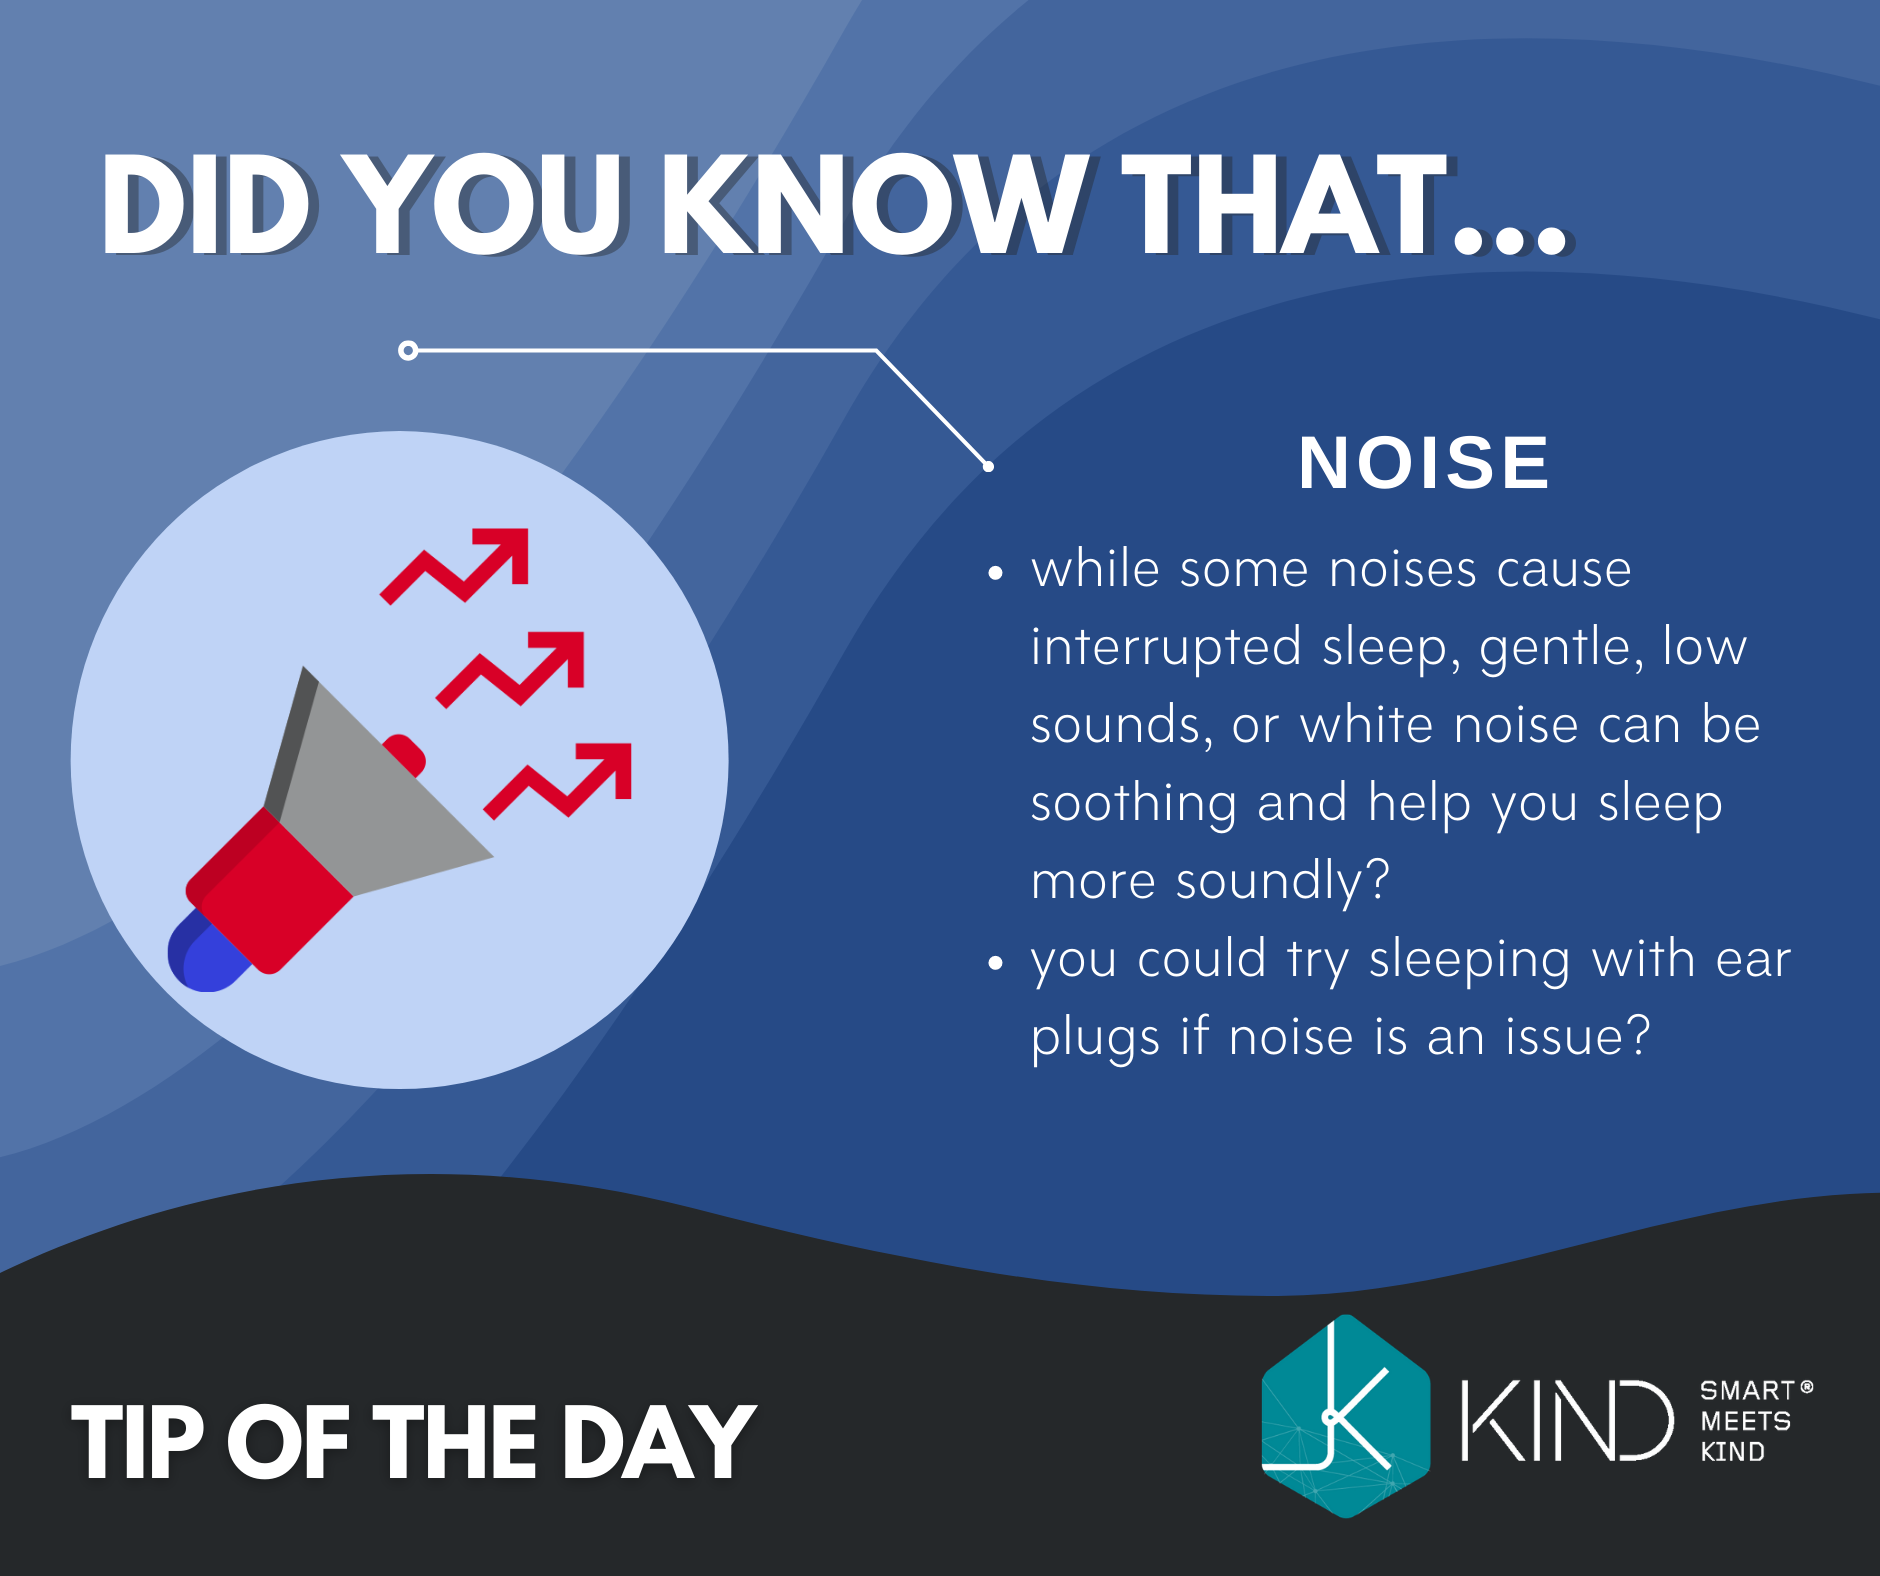 DID YOU KNOW THAT...
NOISE
• while some noises cause
interrupted sleep, gentle, low
sounds, or white noise can be
soothing and help you sleep
more soundly?
• you could try sleeping with ear
plugs if noise is an issue?
TIP OF THE DAY
KIND
SMART®
MEETS
KIND